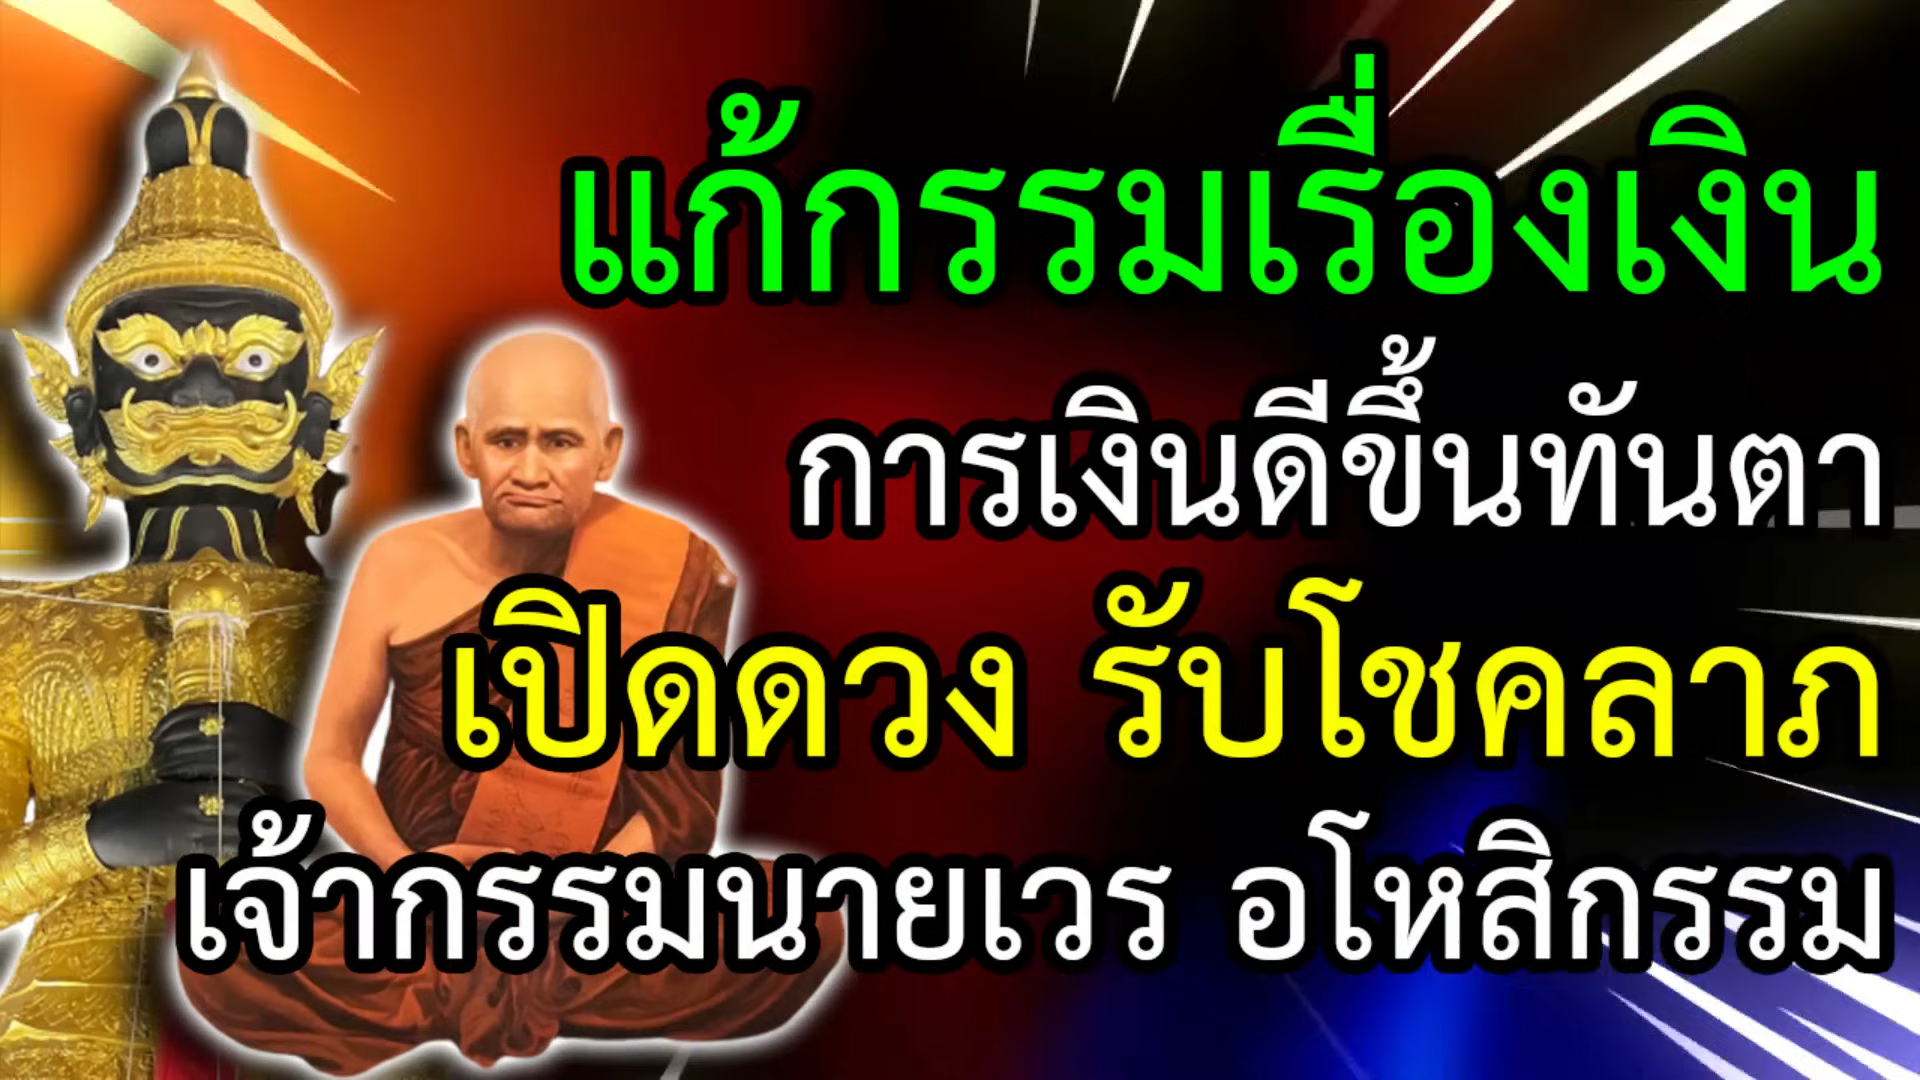 แก้กรรมเรื่องเงิน
การเงินดีขึ้นทันตา
เปิดดวง รับโชคลาภ
เจ้ากรรมนายเวร อโหสิกรรม